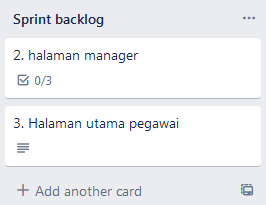 Sprint backlog
2. halaman manager
0/3
3. Halaman utama pegawai
Add another card